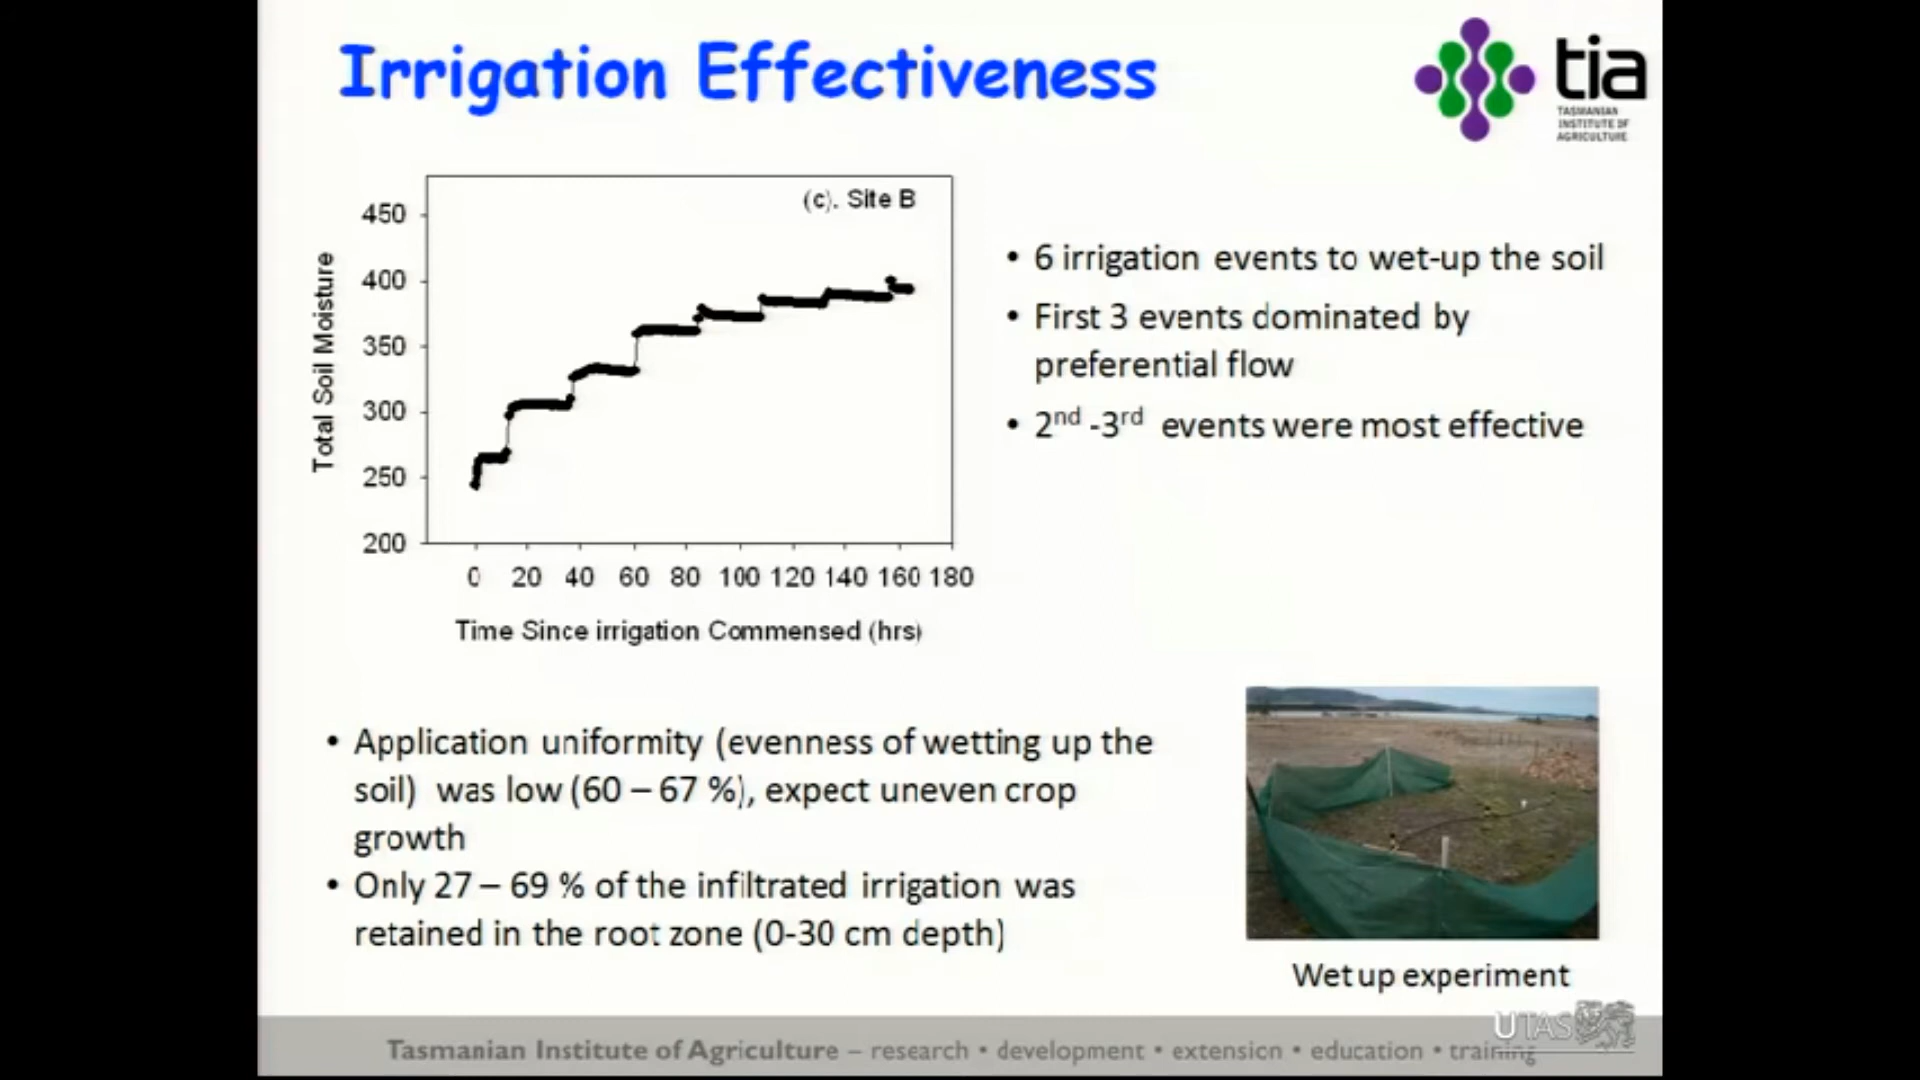 Irrigation Effectiveness
tia
TASMANIAN
INSTITUTE OF
AGRICULTURE
(c). Site B
450
400
350
300
250
200
Total Soil Moisture
0 20 40 60 80 100 120 140 160 180
Time Since irrigation Commensed (hrs)
• 6 irrigation events to wet-up the soil
• First 3 events dominated by
preferential flow
• 2nd -3rd events were most effective
• Application uniformity (evenness of wetting up the
soil) was low (60 – 67 %), expect uneven crop
growth
• Only 27 – 69 % of the infiltrated irrigation was
retained in the root zone (0-30 cm depth)
Wet up experiment
UTAS
Tasmanian Institute of Agriculture – research • development • extension • education • training